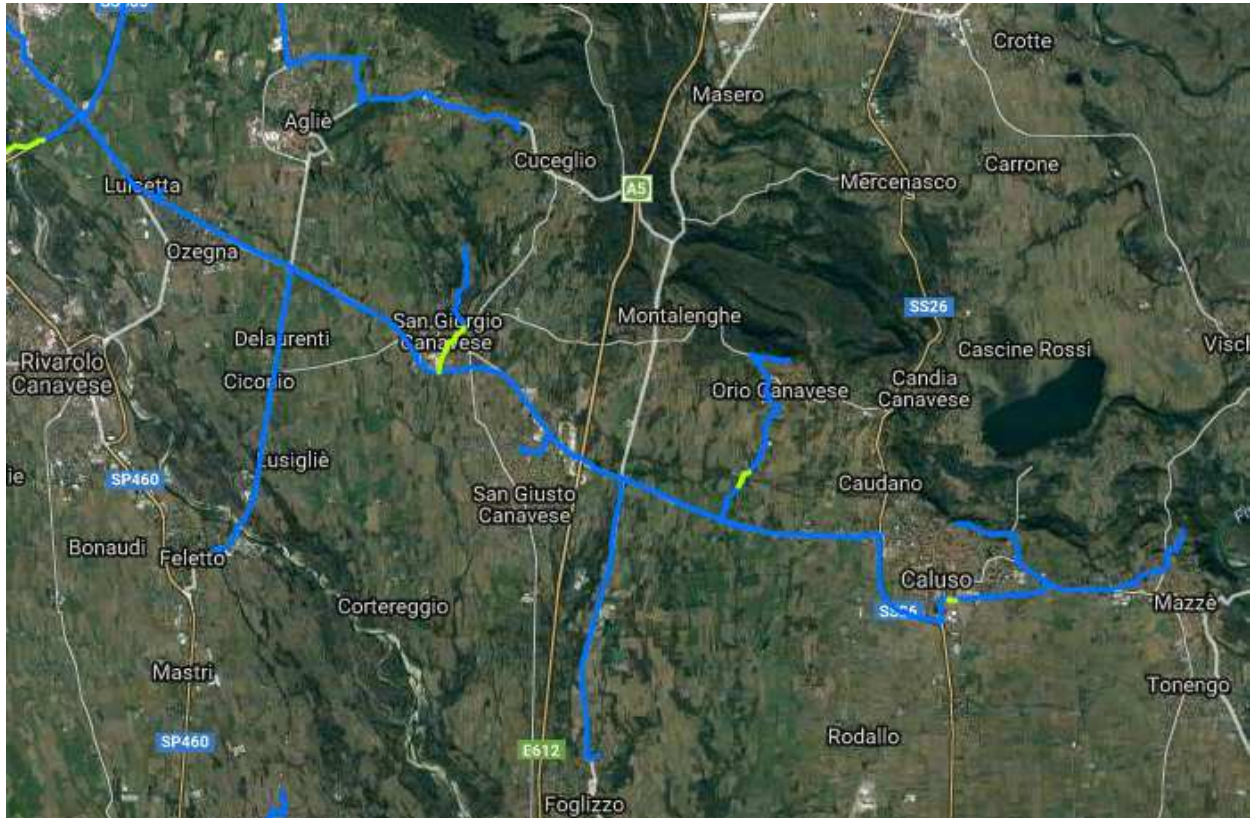 Crotte
Masero
Agliè
Cuceglio
Carrone
A5
Mercenasco
Ozegna
SS26
San Giorgio
Canavese
Montalenghe
Delaurenti
Cascine Rossi
Rivarolo
Canavese
Ciconio
Orio Canavese
Candia
Canavese
SP460
Lusigliè
San Giusto
Canavese
Caudano
Bonaudi
Feletto
Caluso
Cortereggio
SS26
Mazzè
Mastri
Tonengo
SP460
E612
Rodallo
Foglizzo